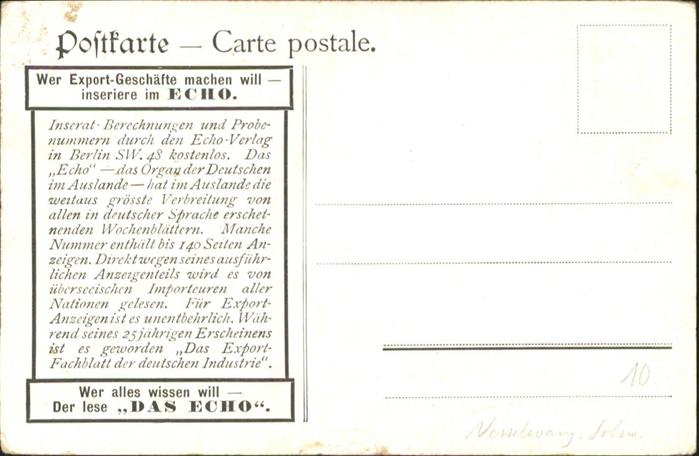 Postkarte — Carte postale.
Wer Export-Geschäfte machen will —
inseriere im ECHO.
Inserat-Berechnungen und Probe-
nummern durch den Echo-Verlag
in Berlin SW. 48 kostenlos. Das
„Echo“ — das Organ der Deutschen
im Auslande — hat im Auslande die
weitaus grösste Verbreitung von
allen in deutscher Sprache erschei-
nenden Wochenblättern. Manche
Nummer enthält bis 140 Seiten An-
zeigen. Direkt wegen seines ausführ-
lichen Anzeigenteils wird es von
überseeischen Importeuren aller
Nationen gelesen. Für Export-
Anzeigen ist es unentbehrlich. Wäh-
rend seines 25 jährigen Erscheinens
ist es geworden „Das Export-
Fachblatt der deutschen Industrie“.
Wer alles wissen will —
Der lese „DAS ECHO“.
10